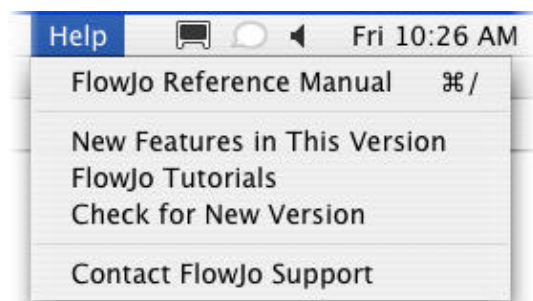 Help Fri 10:26 AM
FlowJo Reference Manual ⌘/
New Features in This Version
FlowJo Tutorials
Check for New Version
Contact FlowJo Support